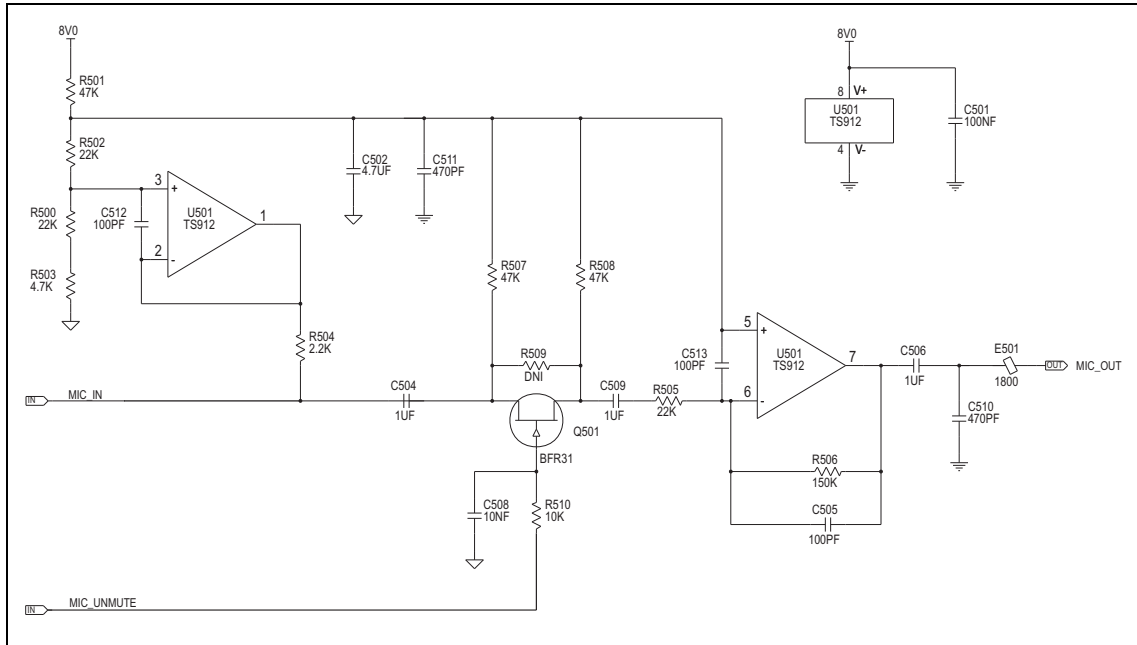 8V0
R501
47K
R502
22K
R500
22K
R503
4.7K
C512
100PF
3
+
2
-
U501
TS912
1
R504
2.2K
C502
4.7UF
C511
470PF
R507
47K
R508
47K
R509
DNI
8V0
8 V+
U501
TS912
4 V-
C501
100NF
IN
MIC_IN
C504
1UF
Q501
BFR31
C509
1UF
R505
22K
C513
100PF
5
+
6
-
U501
TS912
7
C506
1UF
E501
1800
OUT
MIC_OUT
C510
470PF
R506
150K
C505
100PF
C508
10NF
R510
10K
IN
MIC_UNMUTE